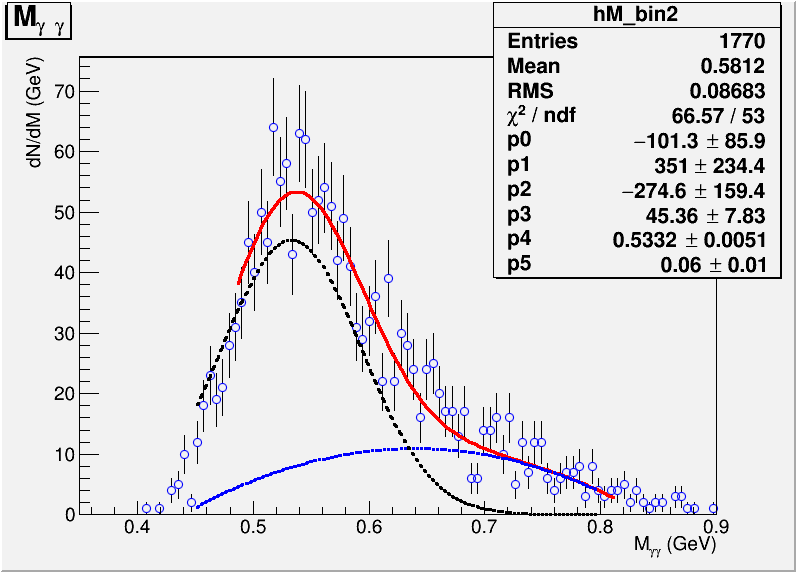 M γ γ
hM_bin2
Entries 1770
Mean 0.5812
RMS 0.08683
χ² / ndf 66.57 / 53
p0 −101.3 ± 85.9
p1 351 ± 234.4
p2 −274.6 ± 159.4
p3 45.36 ± 7.83
p4 0.5332 ± 0.0051
p5 0.06 ± 0.01
dN/dM (GeV)
70
60
50
40
30
20
10
0
0.4 0.5 0.6 0.7 0.8 0.9
Mγγ (GeV)